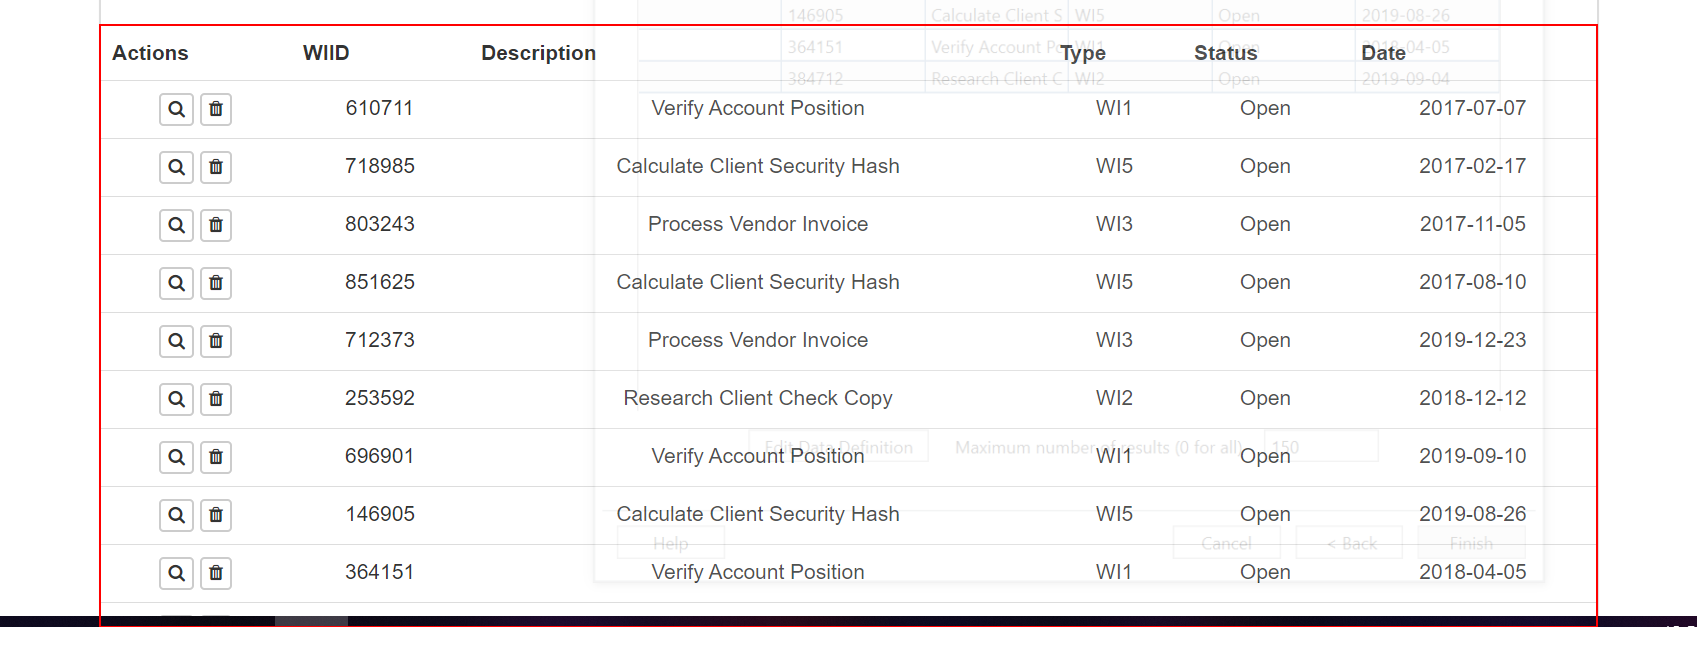 146905 Calculate Client S WI5 Open 2019-08-26
Actions WIID Description Type Status Date
364151 Verify Account Po WI1 Open 2018-04-05
384712 Research Client C WI2 Open 2019-09-04
610711 Verify Account Position WI1 Open 2017-07-07
718985 Calculate Client Security Hash WI5 Open 2017-02-17
803243 Process Vendor Invoice WI3 Open 2017-11-05
851625 Calculate Client Security Hash WI5 Open 2017-08-10
712373 Process Vendor Invoice WI3 Open 2019-12-23
253592 Research Client Check Copy WI2 Open 2018-12-12
Edit Data Definition Maximum number of results (0 for all) 150
696901 Verify Account Position WI1 Open 2019-09-10
146905 Calculate Client Security Hash WI5 Open 2019-08-26
Help Cancel < Back Finish
364151 Verify Account Position WI1 Open 2018-04-05